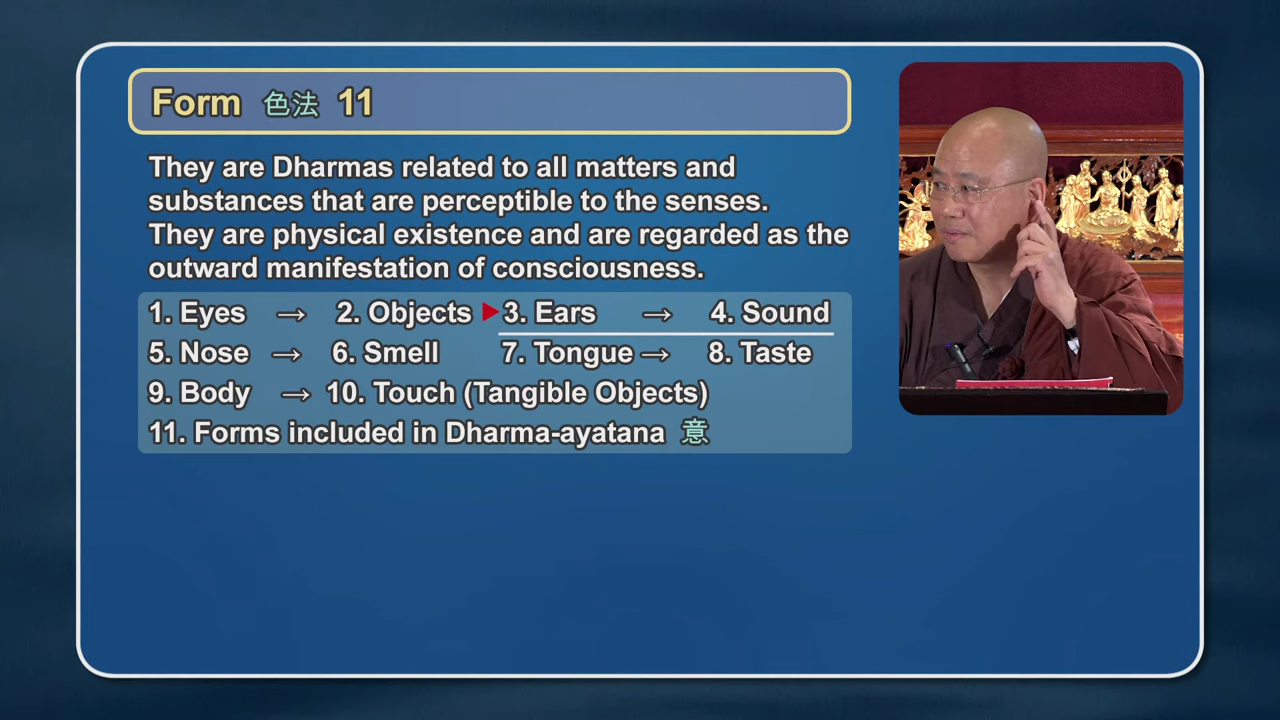 Form 色法 11
They are Dharmas related to all matters and
substances that are perceptible to the senses.
They are physical existence and are regarded as the
outward manifestation of consciousness.
1. Eyes → 2. Objects ▶ 3. Ears → 4. Sound
5. Nose → 6. Smell 7. Tongue → 8. Taste
9. Body → 10. Touch (Tangible Objects)
11. Forms included in Dharma-ayatana 意